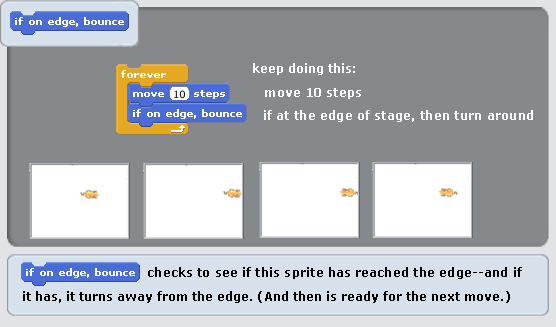 if on edge, bounce
forever
move 10 steps
if on edge, bounce
keep doing this:
move 10 steps
if at the edge of stage, then turn around
if on edge, bounce checks to see if this sprite has reached the edge--and if
it has, it turns away from the edge. (And then is ready for the next move.)